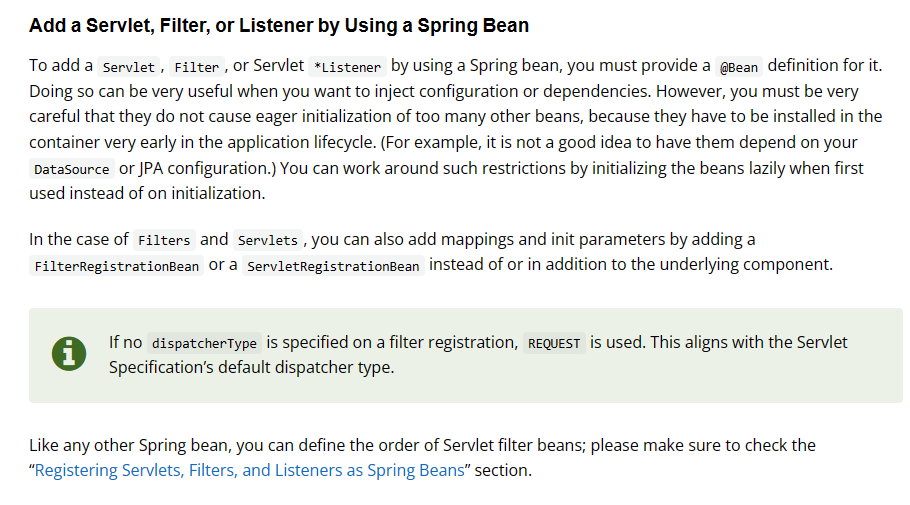 Add a Servlet, Filter, or Listener by Using a Spring Bean
To add a Servlet, Filter, or Servlet *Listener by using a Spring bean, you must provide a @Bean definition for it.
Doing so can be very useful when you want to inject configuration or dependencies. However, you must be very
careful that they do not cause eager initialization of too many other beans, because they have to be installed in the
container very early in the application lifecycle. (For example, it is not a good idea to have them depend on your
DataSource or JPA configuration.) You can work around such restrictions by initializing the beans lazily when first
used instead of on initialization.
In the case of Filters and Servlets, you can also add mappings and init parameters by adding a
FilterRegistrationBean or a ServletRegistrationBean instead of or in addition to the underlying component.
If no dispatcherType is specified on a filter registration, REQUEST is used. This aligns with the Servlet
Specification’s default dispatcher type.
Like any other Spring bean, you can define the order of Servlet filter beans; please make sure to check the
“Registering Servlets, Filters, and Listeners as Spring Beans” section.